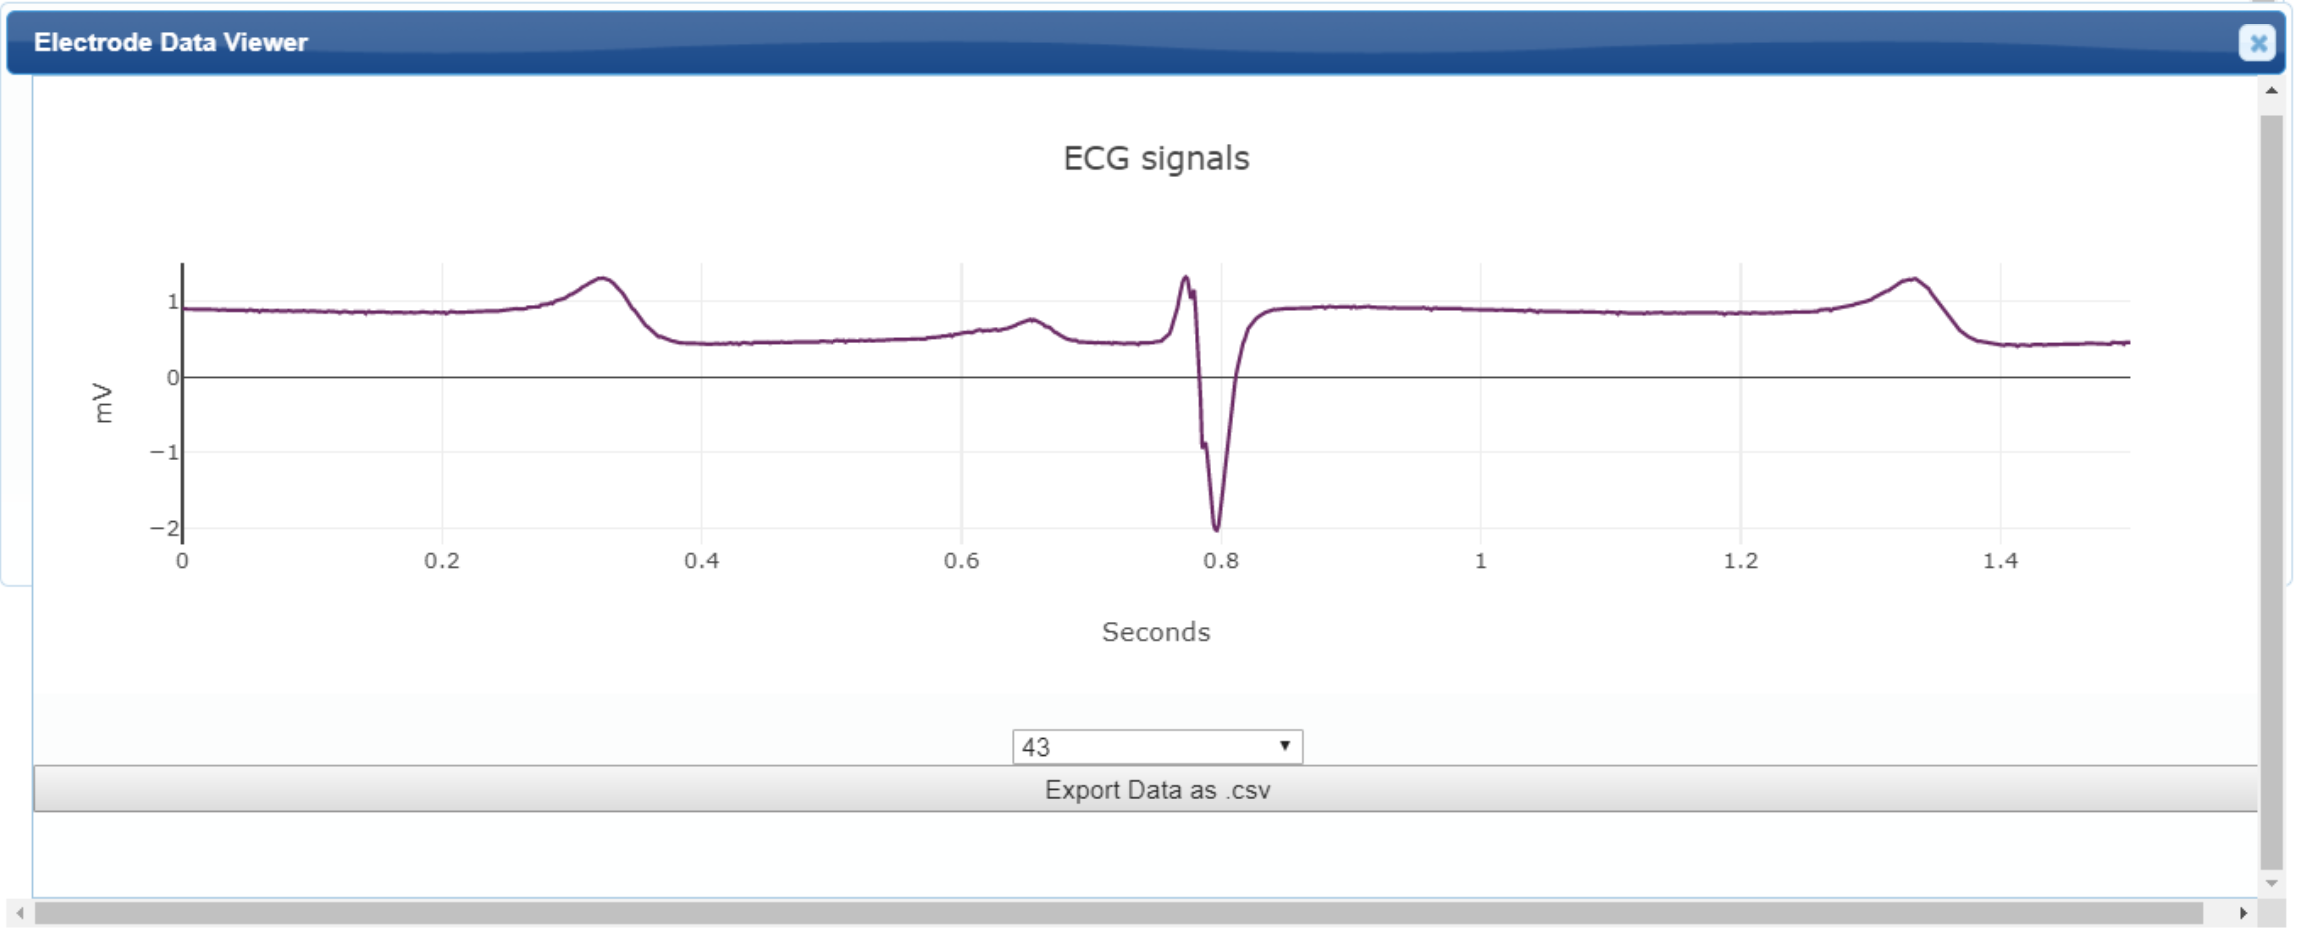 Electrode Data Viewer
ECG signals
mV
1
0
−1
−2
0 0.2 0.4 0.6 0.8 1 1.2 1.4
Seconds
43
Export Data as .csv